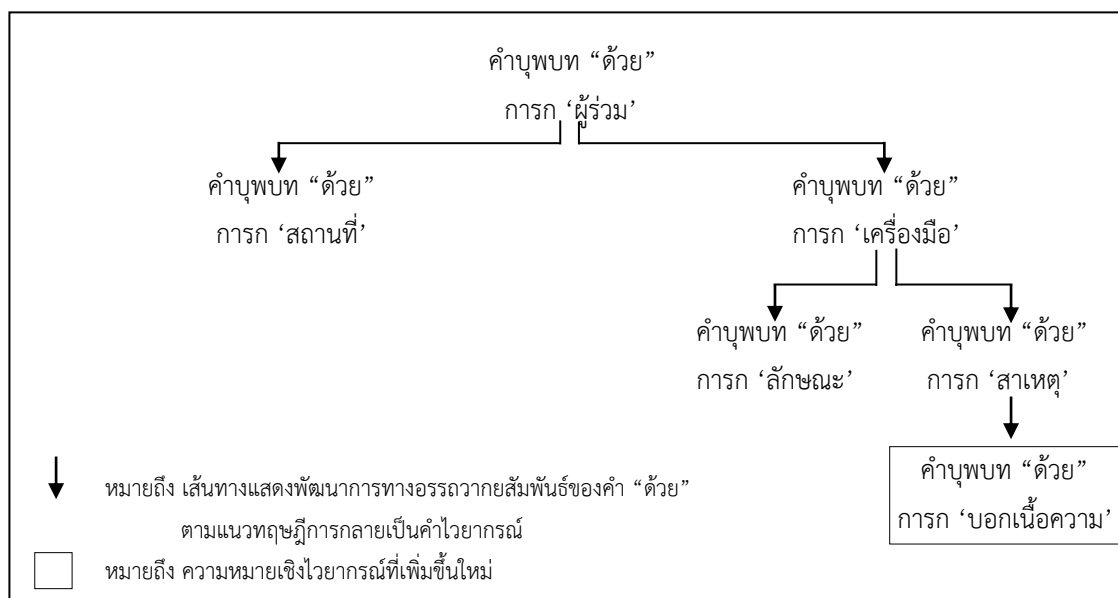 คำบุพบท “ด้วย”
การก ‘ผู้ร่วม’
คำบุพบท “ด้วย”
การก ‘สถานที่’
คำบุพบท “ด้วย”
การก ‘เครื่องมือ’
คำบุพบท “ด้วย”
การก ‘ลักษณะ’
คำบุพบท “ด้วย”
การก ‘สาเหตุ’
คำบุพบท “ด้วย”
การก ‘บอกเนื้อความ’
หมายถึง เส้นทางแสดงพัฒนาการทางอรรถวากยสัมพันธ์ของคำ “ด้วย”
ตามแนวทฤษฎีการกลายเป็นคำไวยากรณ์
หมายถึง ความหมายเชิงไวยากรณ์ที่เพิ่มขึ้นใหม่